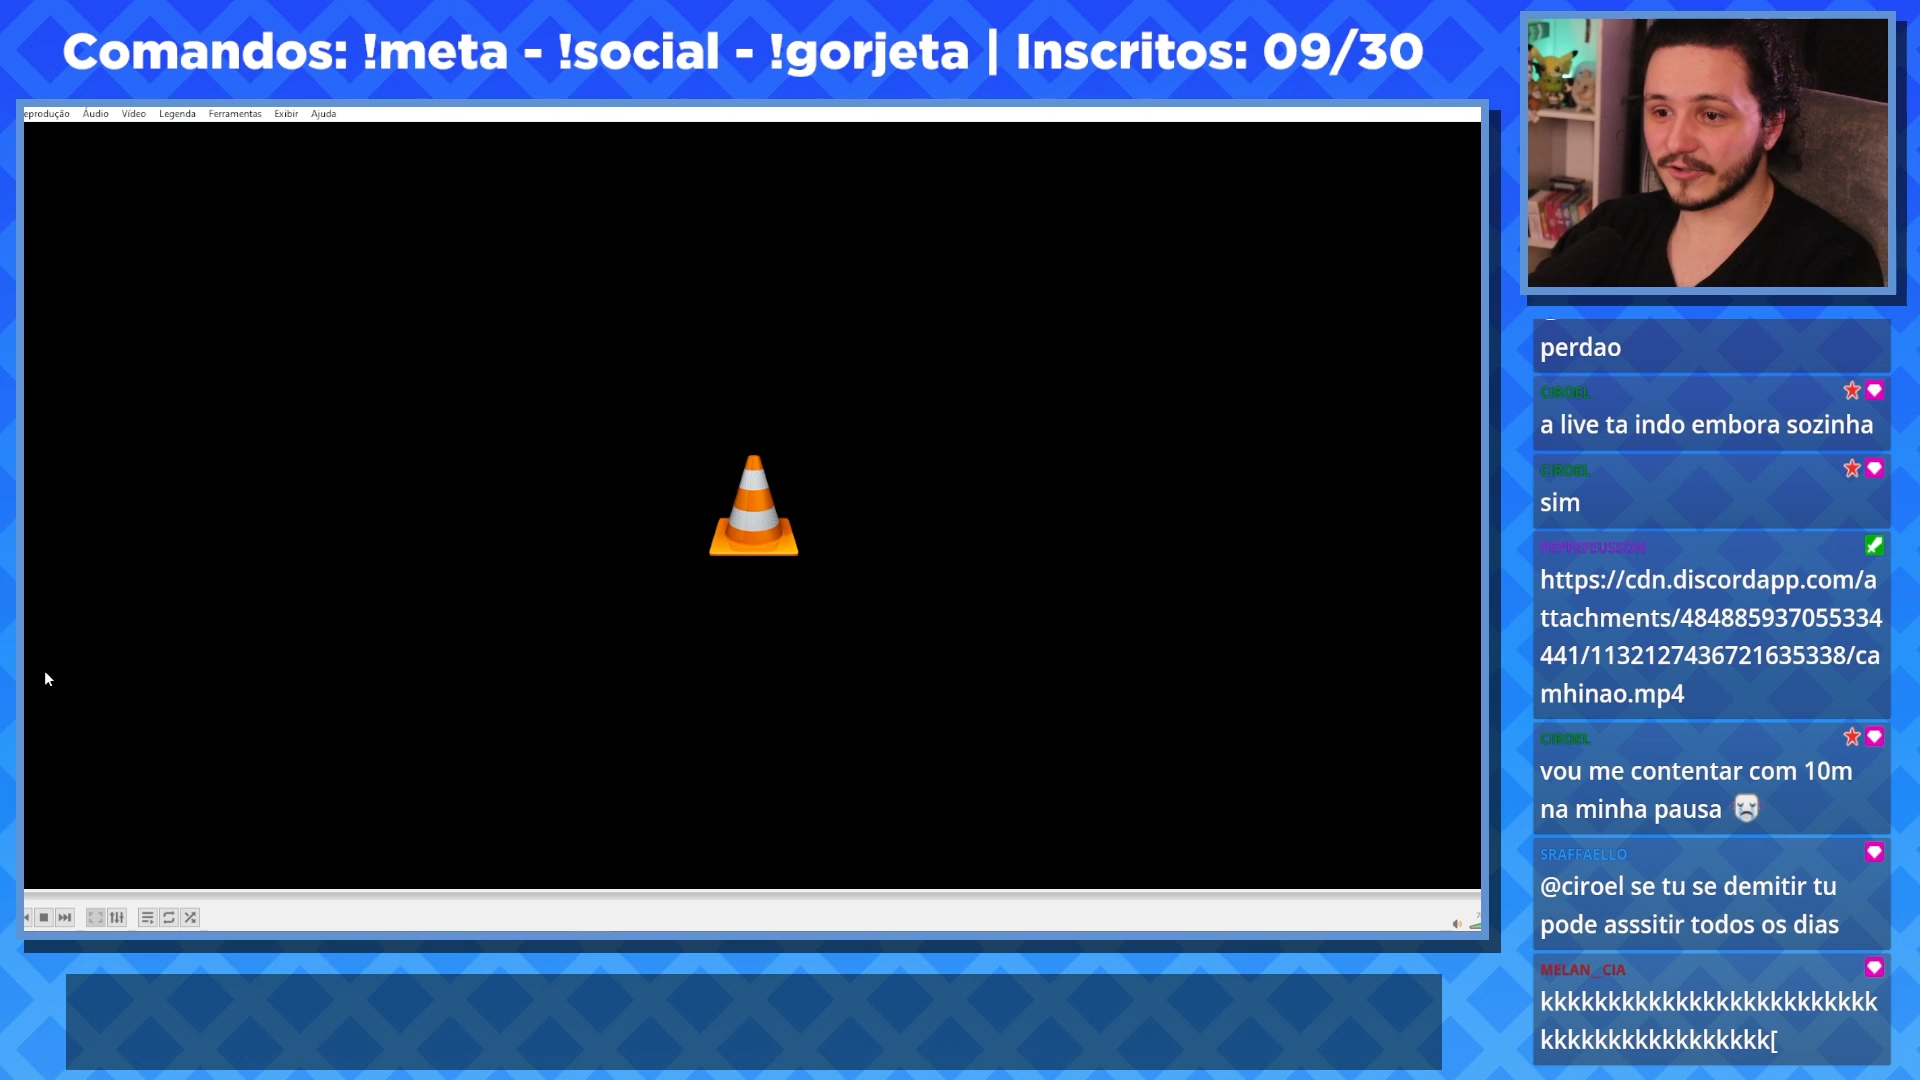 Comandos: !meta - !social - !gorjeta | Inscritos: 09/30
eprodução Áudio Vídeo Legenda Ferramentas Exibir Ajuda
perdao
CIROEL
a live ta indo embora sozinha
CIROEL
sim
https://cdn.discordapp.com/a
ttachments/484885937055334
441/1132127436721635338/ca
mhinao.mp4
CIROEL
vou me contentar com 10m
na minha pausa
SRAFFAELLO
@ciroel se tu se demitir tu
pode asssitir todos os dias
MELAN_CIA
kkkkkkkkkkkkkkkkkkkkkkkkk
kkkkkkkkkkkkkkkkk[